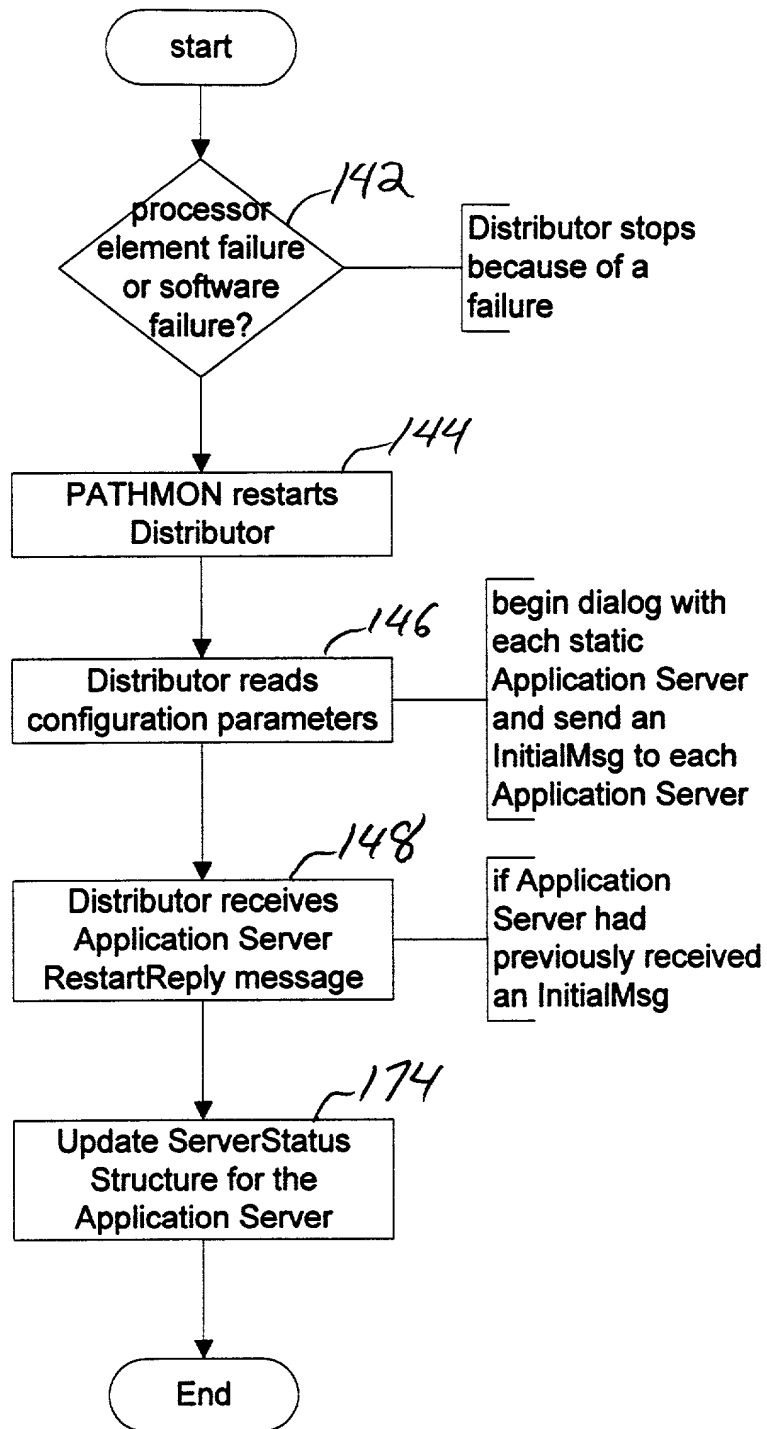 start
142
processor
element failure
or software
failure?
Distributor stops
because of a
failure
144
PATHMON restarts
Distributor
146
Distributor reads
configuration parameters
begin dialog with
each static
Application Server
and send an
InitialMsg to each
Application Server
148
Distributor receives
Application Server
RestartReply message
if Application
Server had
previously received
an InitialMsg
174
Update ServerStatus
Structure for the
Application Server
End